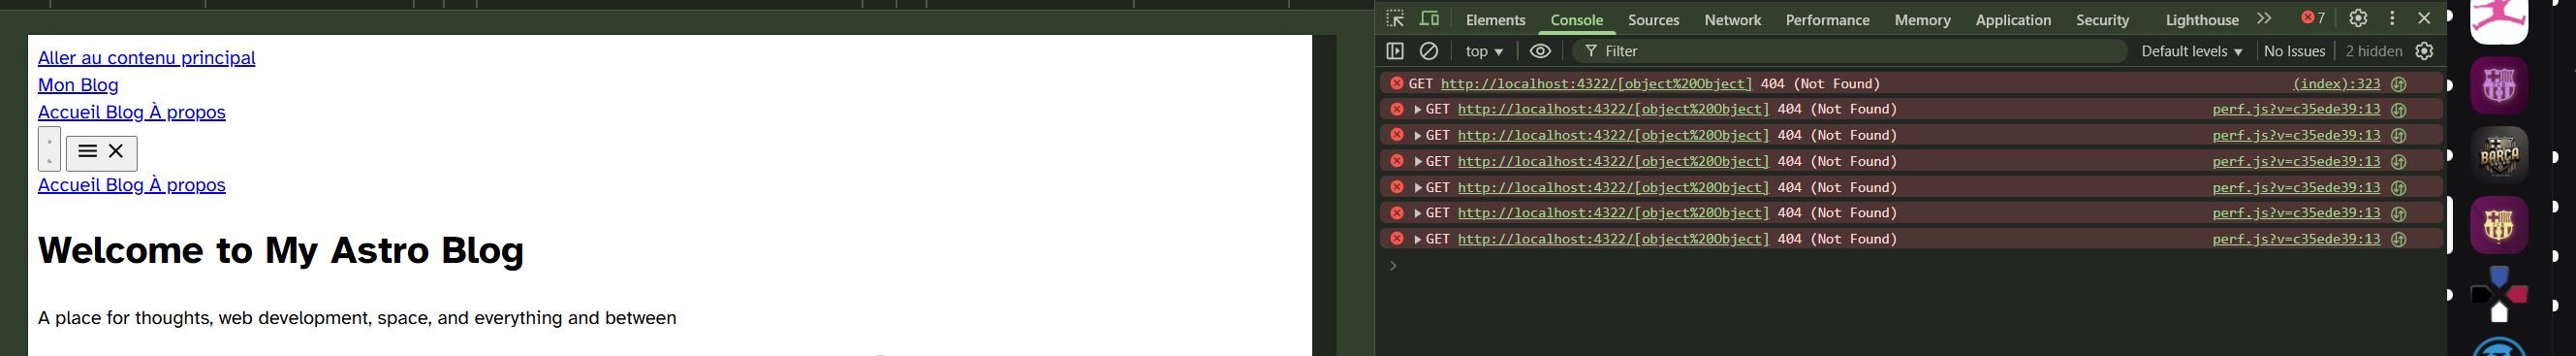 Aller au contenu principal
Mon Blog
Accueil Blog À propos
Accueil Blog À propos
Welcome to My Astro Blog
A place for thoughts, web development, space, and everything and between
Elements Console Sources Network Performance Memory Application Security Lighthouse 7
top Filter Default levels No Issues 2 hidden
GET http://localhost:4322/[object%20Object] 404 (Not Found) (index):323
GET http://localhost:4322/[object%20Object] 404 (Not Found) perf.js?v=c35ede39:13
GET http://localhost:4322/[object%20Object] 404 (Not Found) perf.js?v=c35ede39:13
GET http://localhost:4322/[object%20Object] 404 (Not Found) perf.js?v=c35ede39:13
GET http://localhost:4322/[object%20Object] 404 (Not Found) perf.js?v=c35ede39:13
GET http://localhost:4322/[object%20Object] 404 (Not Found) perf.js?v=c35ede39:13
GET http://localhost:4322/[object%20Object] 404 (Not Found) perf.js?v=c35ede39:13
BARÇA